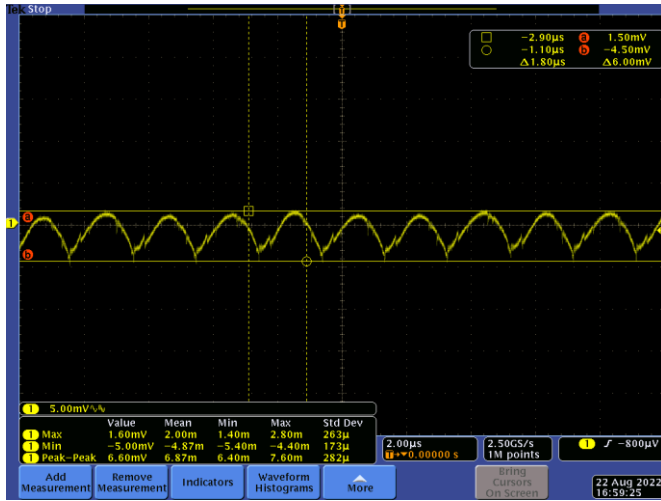 Tek Stop
T
T
−2.90µs a 1.50mV
−1.10µs b −4.50mV
Δ1.80µs Δ6.00mV
a
1
b
1 5.00mV
Value Mean Min Max Std Dev
1 Max 1.60mV 2.00m 1.40m 2.80m 263µ
1 Min −5.00mV −4.87m −5.40m −4.40m 173µ
1 Peak–Peak 6.60mV 6.87m 6.40m 7.60m 282µ
2.00µs
T→▼0.00000 s
2.50GS/s
1M points
1 −800µV
Add Measurement
Remove Measurement
Indicators
Waveform Histograms
More
Bring Cursors On Screen
22 Aug 2022
16:59:25